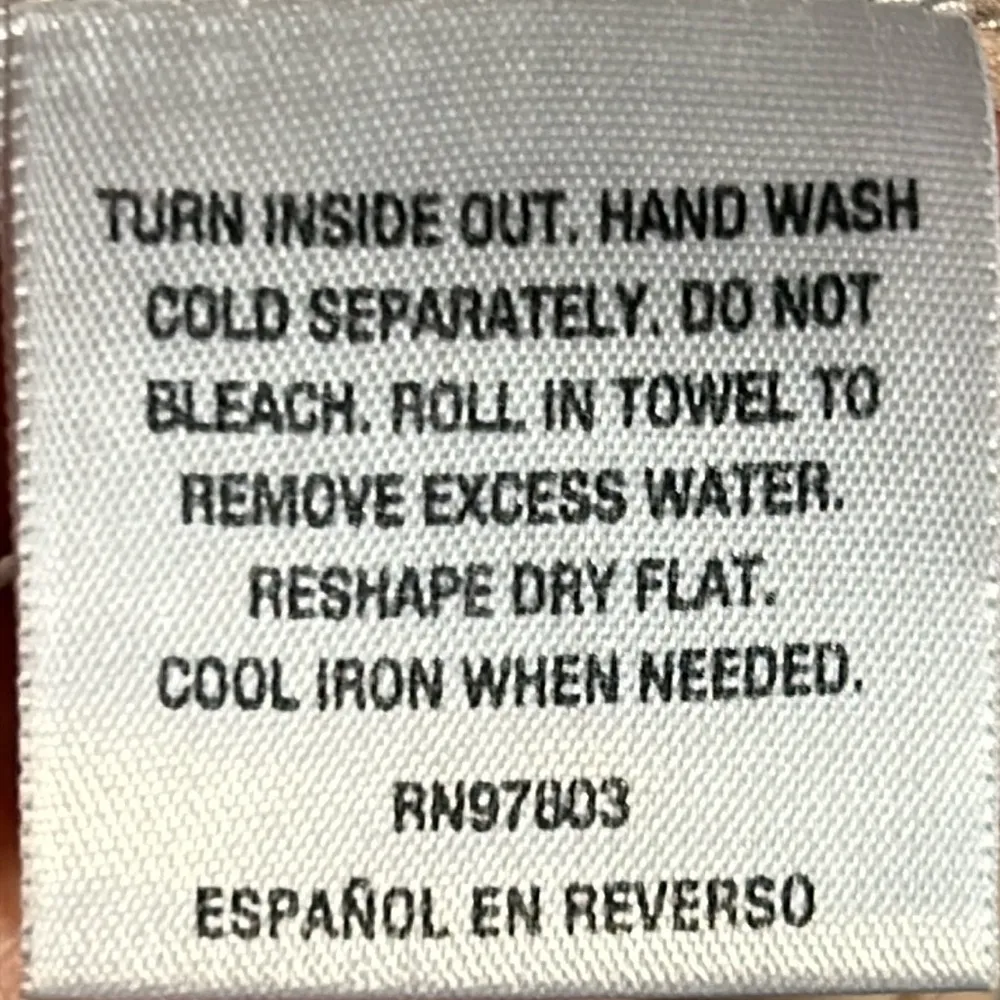 TURN INSIDE OUT. HAND WASH
COLD SEPARATELY. DO NOT
BLEACH. ROLL IN TOWEL TO
REMOVE EXCESS WATER.
RESHAPE DRY FLAT.
COOL IRON WHEN NEEDED.
RN97803
ESPAÑOL EN REVERSO